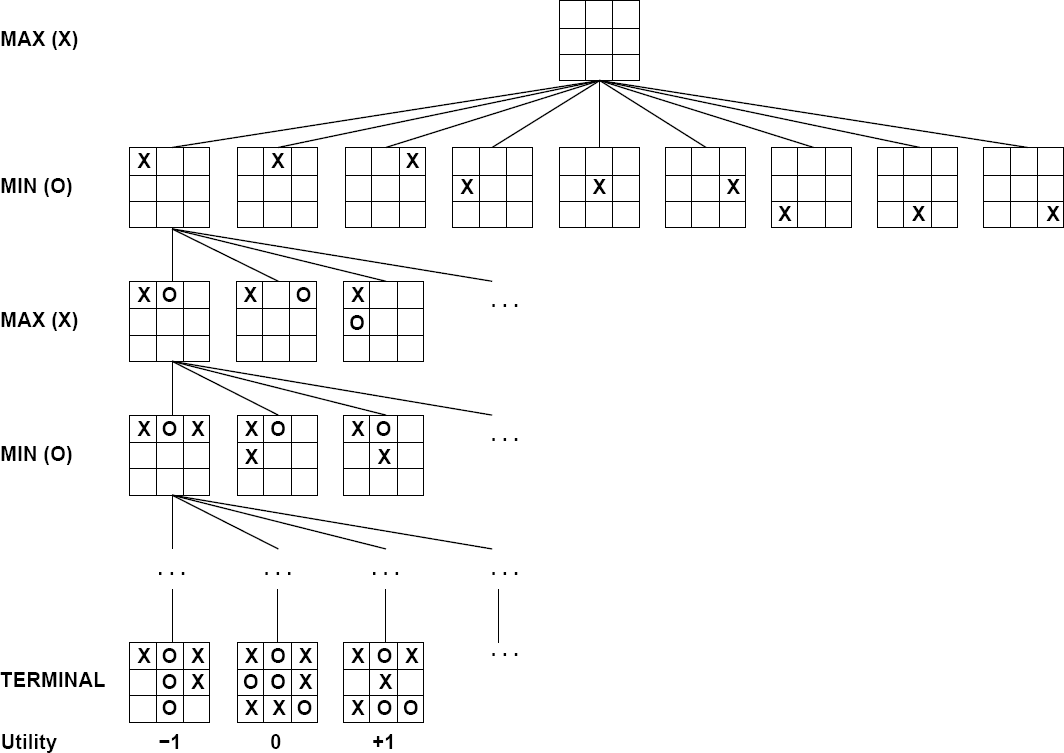 MAX (X)
MIN (O)
X X X X X X X X X
MAX (X)
X O X O X
O
...
MIN (O)
X O X X O X O
X X
...
... ... ... ...
TERMINAL
X O X X O X X O X
O X O O X X
O X X O X O O
...
Utility −1 0 +1